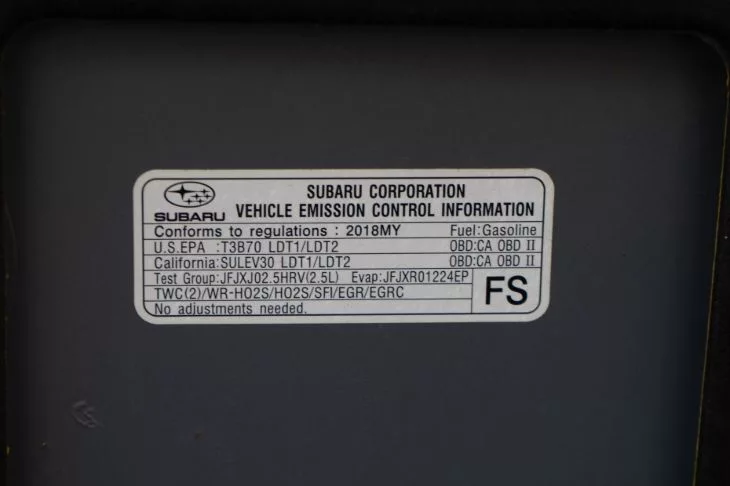 SUBARU CORPORATION
SUBARU VEHICLE EMISSION CONTROL INFORMATION
Conforms to regulations : 2018MY Fuel:Gasoline
U.S.EPA :T3B70 LDT1/LDT2 OBD:CA OBD II
California:SULEV30 LDT1/LDT2 OBD:CA OBD II
Test Group:JFJXJ02.5HRV(2.5L) Evap:JFJXR01224EP
TWC(2)/WR-HO2S/HO2S/SFI/EGR/EGRC FS
No adjustments needed.